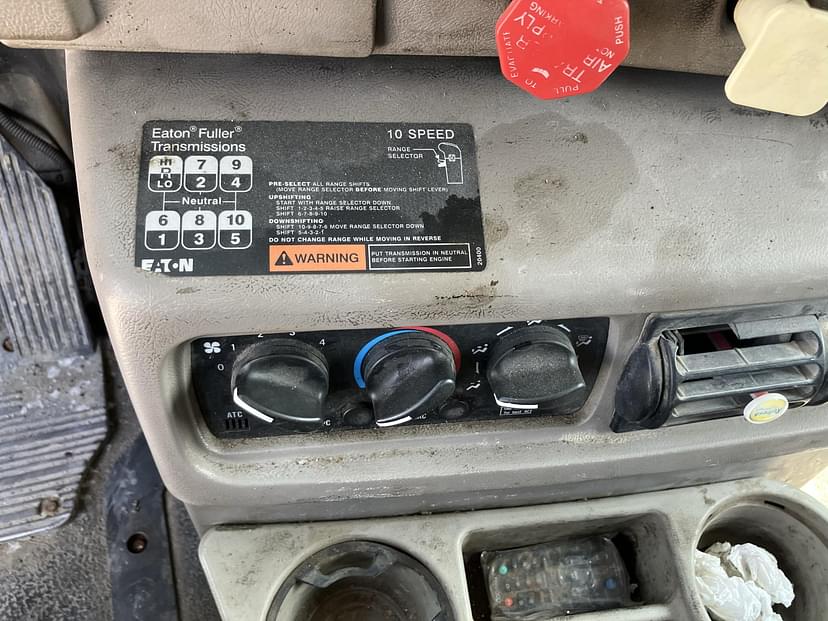 PARKING
PLY
EVACUATE
AIR
PULL
TO
PUSH
Eaton® Fuller®
Transmissions
10 SPEED
RANGE
SELECTOR
HI 7 9
R
LO 2 4
Neutral
6 8 10
1 3 5
PRE-SELECT ALL RANGE SHIFTS
(MOVE RANGE SELECTOR BEFORE MOVING SHIFT LEVER)
UPSHIFTING
START WITH RANGE SELECTOR DOWN
SHIFT 1-2-3-4-5 RAISE RANGE SELECTOR
SHIFT 6-7-8-9-10
DOWNSHIFTING
SHIFT 10-9-8-7-6 MOVE RANGE SELECTOR DOWN
SHIFT 5-4-3-2-1
DO NOT CHANGE RANGE WHILE MOVING IN REVERSE
EATON
WARNING
PUT TRANSMISSION IN NEUTRAL
BEFORE STARTING ENGINE
20400
0 1 2 3 4
ATC